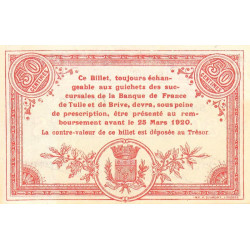 50
CENTIMES
50
CENTIMES
Ce Billet, toujours échan-
geable aux guichets des suc-
cursales de la Banque de France
de Tulle et de Brive, devra, sous peine
de prescription, être présenté au rem-
boursement avant le 25 Mars 1920.
La contre-valeur de ce billet est déposée au Trésor.